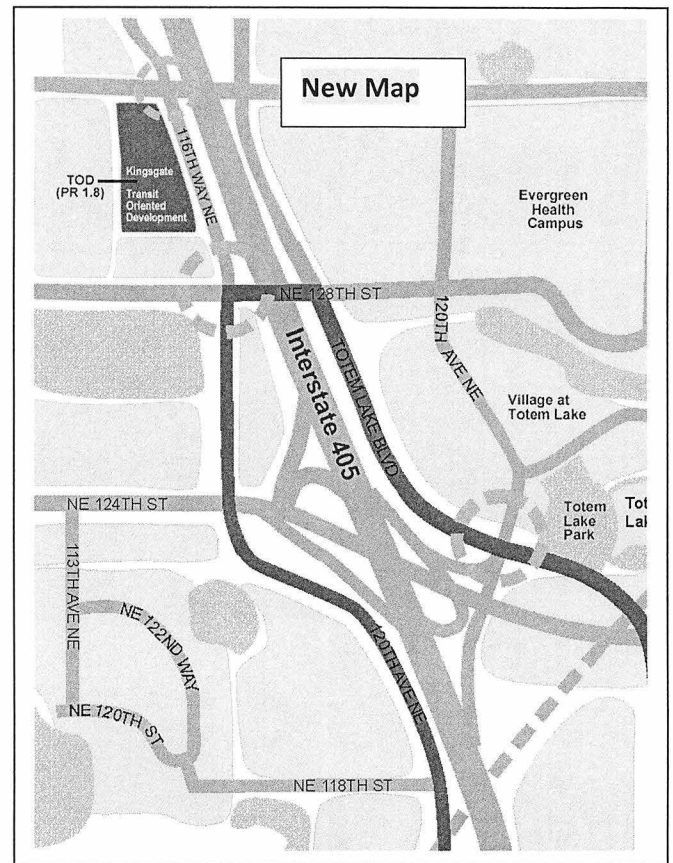 New Map
116TH WAY NE
TOD
(PR 1.8)
Kingsgate
Transit
Oriented
Development
Evergreen
Health
Campus
NE 128TH ST
120TH AVE NE
Interstate 405
TOTEM LAKE BLVD
Village at
Totem Lake
NE 124TH ST
Totem
Lake
Park
Tot
Lak
113TH AVE NE
NE 122ND WAY
120TH AVE NE
NE 120TH ST
NE 118TH ST